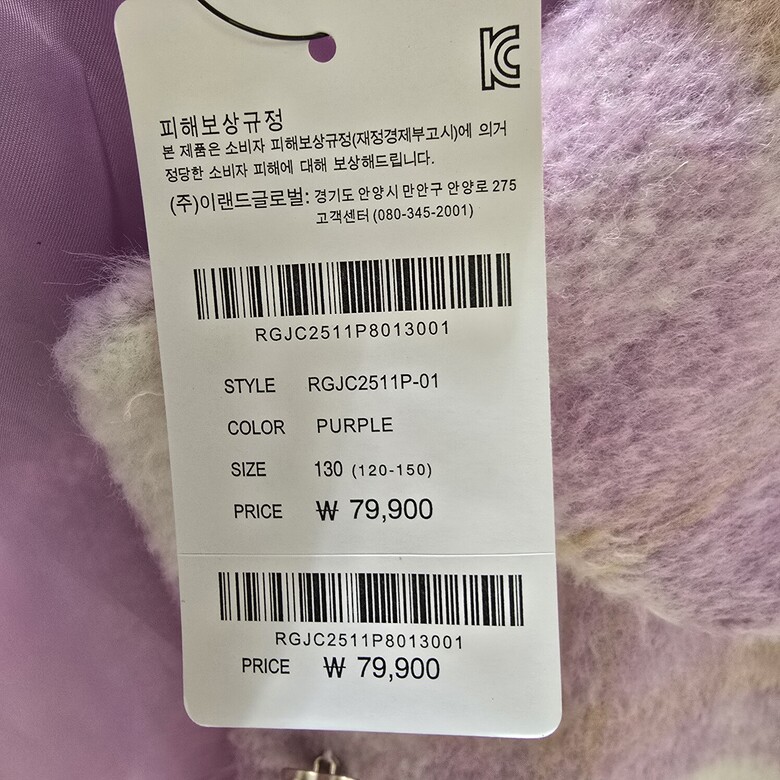 KC
피해보상규정
본 제품은 소비자 피해보상규정(재정경제부고시)에 의거
정당한 소비자 피해에 대해 보상해드립니다.
(주)이랜드글로벌: 경기도 안양시 만안구 안양로 275
고객센터 (080-345-2001)
RGJC2511P8013001
STYLE RGJC2511P-01
COLOR PURPLE
SIZE 130 (120-150)
PRICE ₩ 79,900
RGJC2511P8013001
PRICE ₩ 79,900